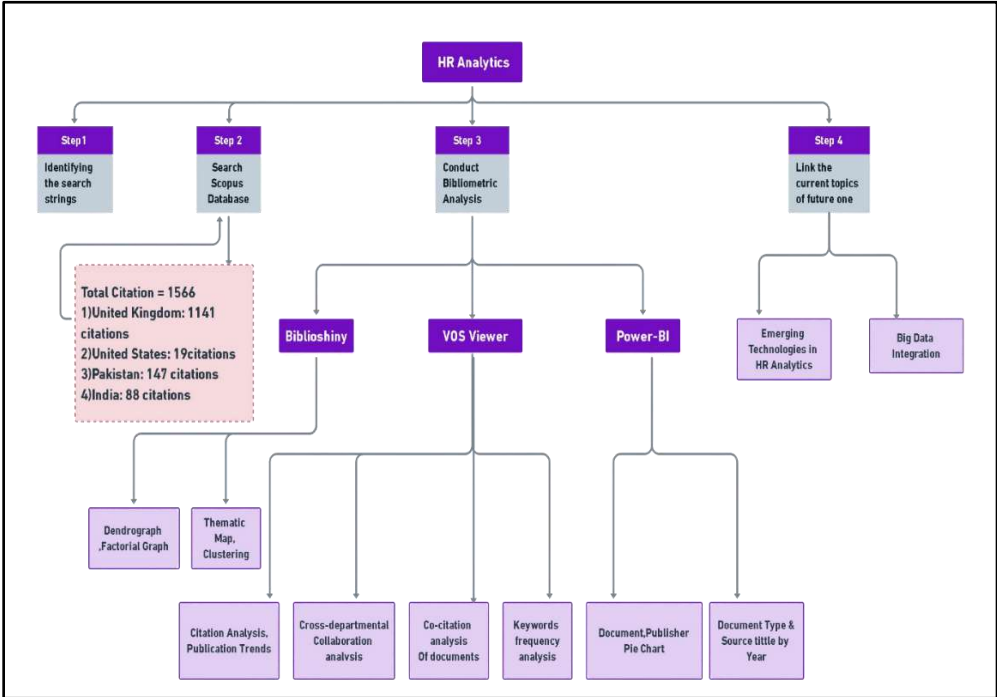 HR Analytics
Step1
Identifying
the search
strings
Step 2
Search
Scopus
Database
Step 3
Conduct
Bibliometric
Analysis
Step 4
Link the
current topics
of future one
Total Citation = 1566
1)United Kingdom: 1141
citations
2)United States: 19citations
3)Pakistan: 147 citations
4)India: 88 citations
Biblioshiny
VOS Viewer
Power-BI
Emerging
Technologies in
HR Analytics
Big Data
Integration
Dendrograph
,Factorial Graph
Thematic
Map,
Clustering
Citation Analysis,
Publication Trends
Cross-departmental
Collaboration
analvsis
Co-citation
analysis
Of documents
Keywords
frequency
analysis
Document,Publisher
Pie Chart
Document Type &
Source tittle by
Year